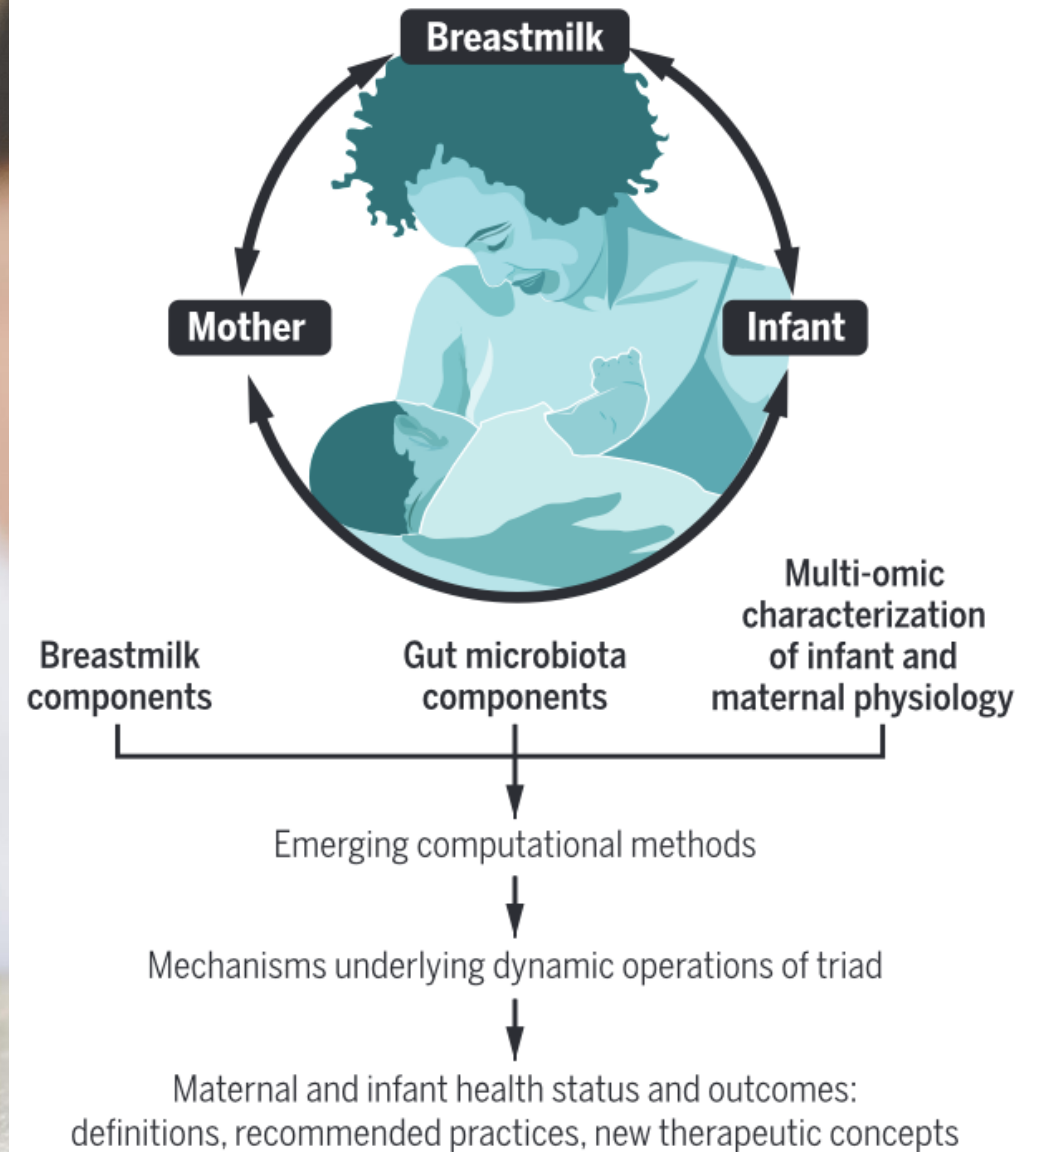 Breastmilk
Mother
Infant
Breastmilk
components
Gut microbiota
components
Multi-omic
characterization
of infant and
maternal physiology
Emerging computational methods
Mechanisms underlying dynamic operations of triad
Maternal and infant health status and outcomes:
definitions, recommended practices, new therapeutic concepts